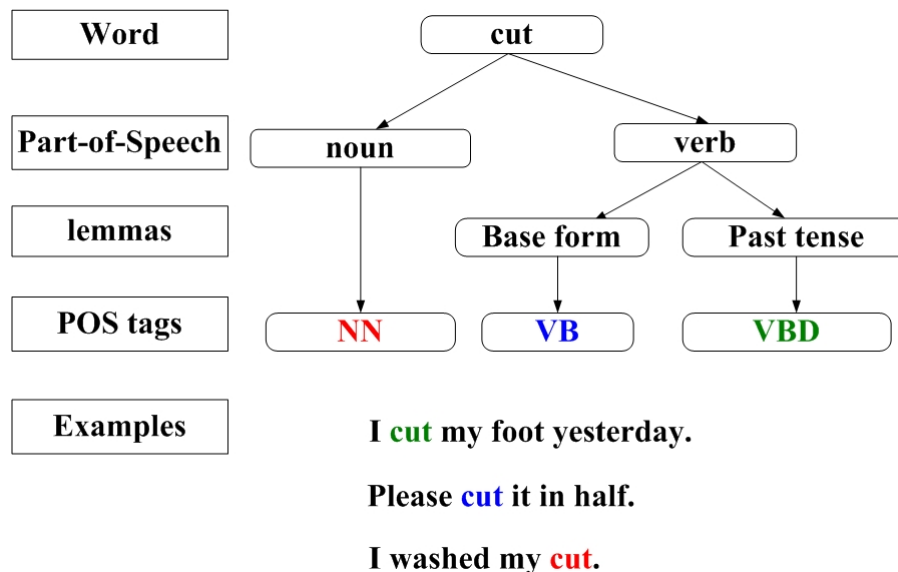 Word
cut
Part-of-Speech
noun
verb
lemmas
Base form
Past tense
POS tags
NN
VB
VBD
Examples
I cut my foot yesterday.
Please cut it in half.
I washed my cut.